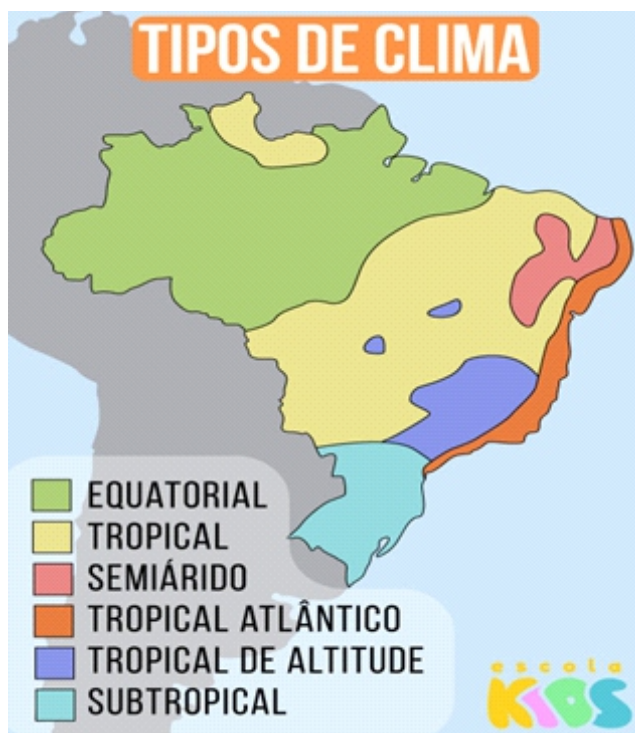 TIPOS DE CLIMA
EQUATORIAL
TROPICAL
SEMIÁRIDO
TROPICAL ATLÂNTICO
TROPICAL DE ALTITUDE
SUBTROPICAL
escola
KIDS